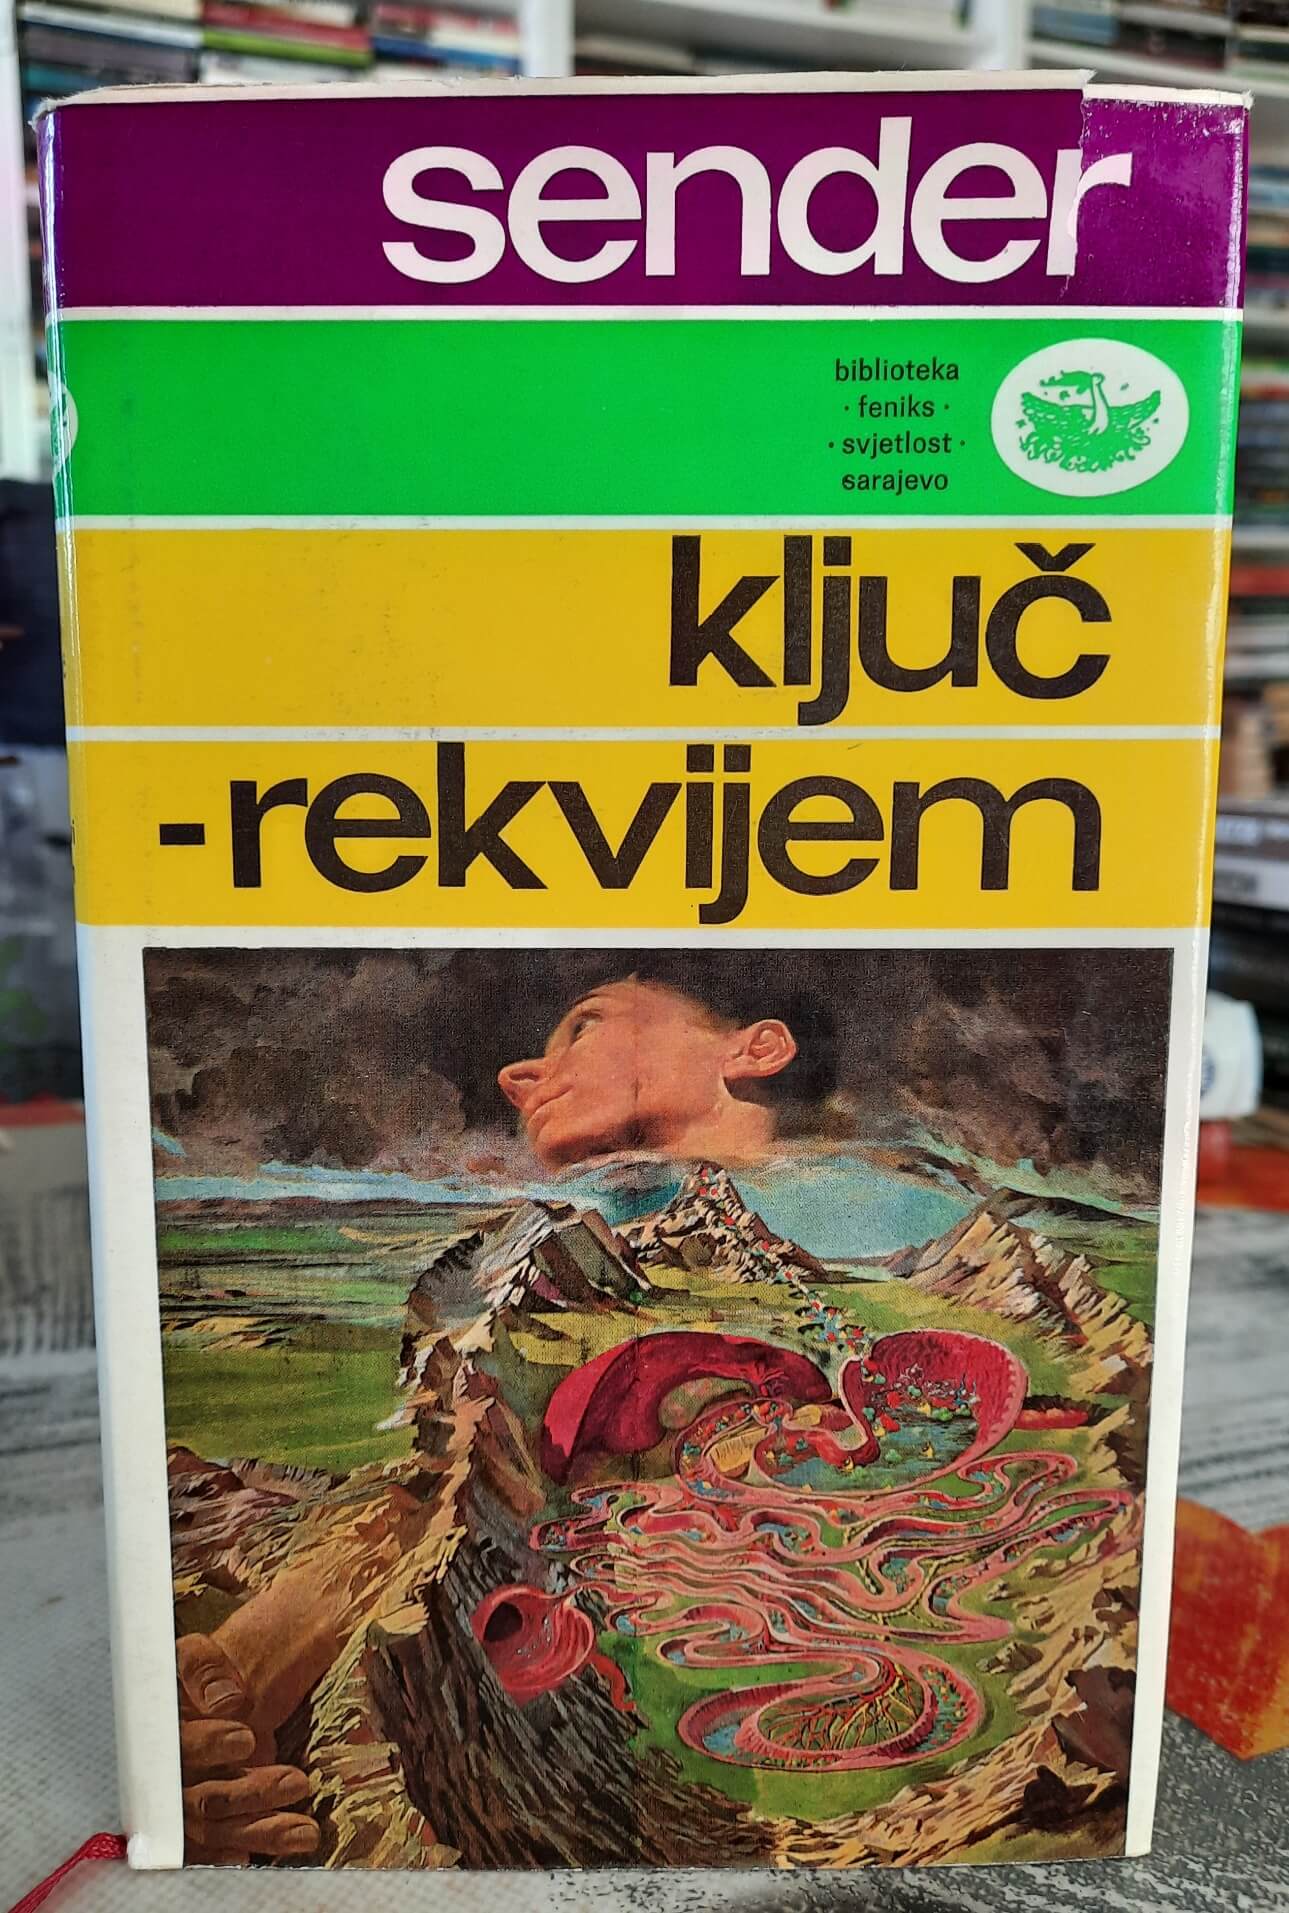 sender
biblioteka
· feniks ·
· svjetlost ·
sarajevo
ključ
-rekvijem